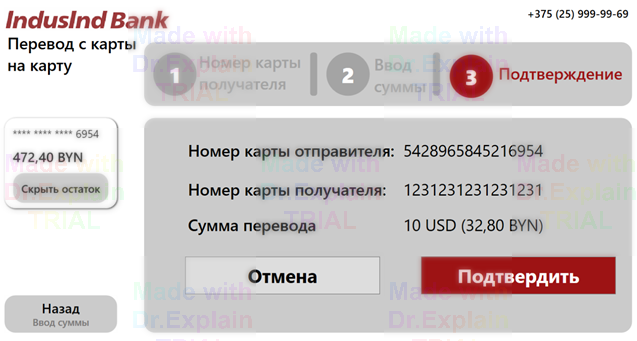 IndusInd Bank
+375 (25) 999-99-69
Перевод с карты
на карту
1
Номер карты
получателя
2
Ввод
суммы
3
Подтверждение
**** **** **** 6954
472,40 BYN
Скрыть остаток
Номер карты отправителя: 5428965845216954
Номер карты получателя: 1231231231231231
Сумма перевода 10 USD (32,80 BYN)
Отмена
Подтвердить
Назад
Ввод суммы
Made with
Dr.Explain
TRIAL
Made with
Dr.Explain
TRIAL
Made with
Dr.Explain
TRIAL
Made with
Dr.Explain
TRIAL
Made with
Dr.Explain
TRIAL
Made with
Dr.Explain
Made with
Dr.Explain